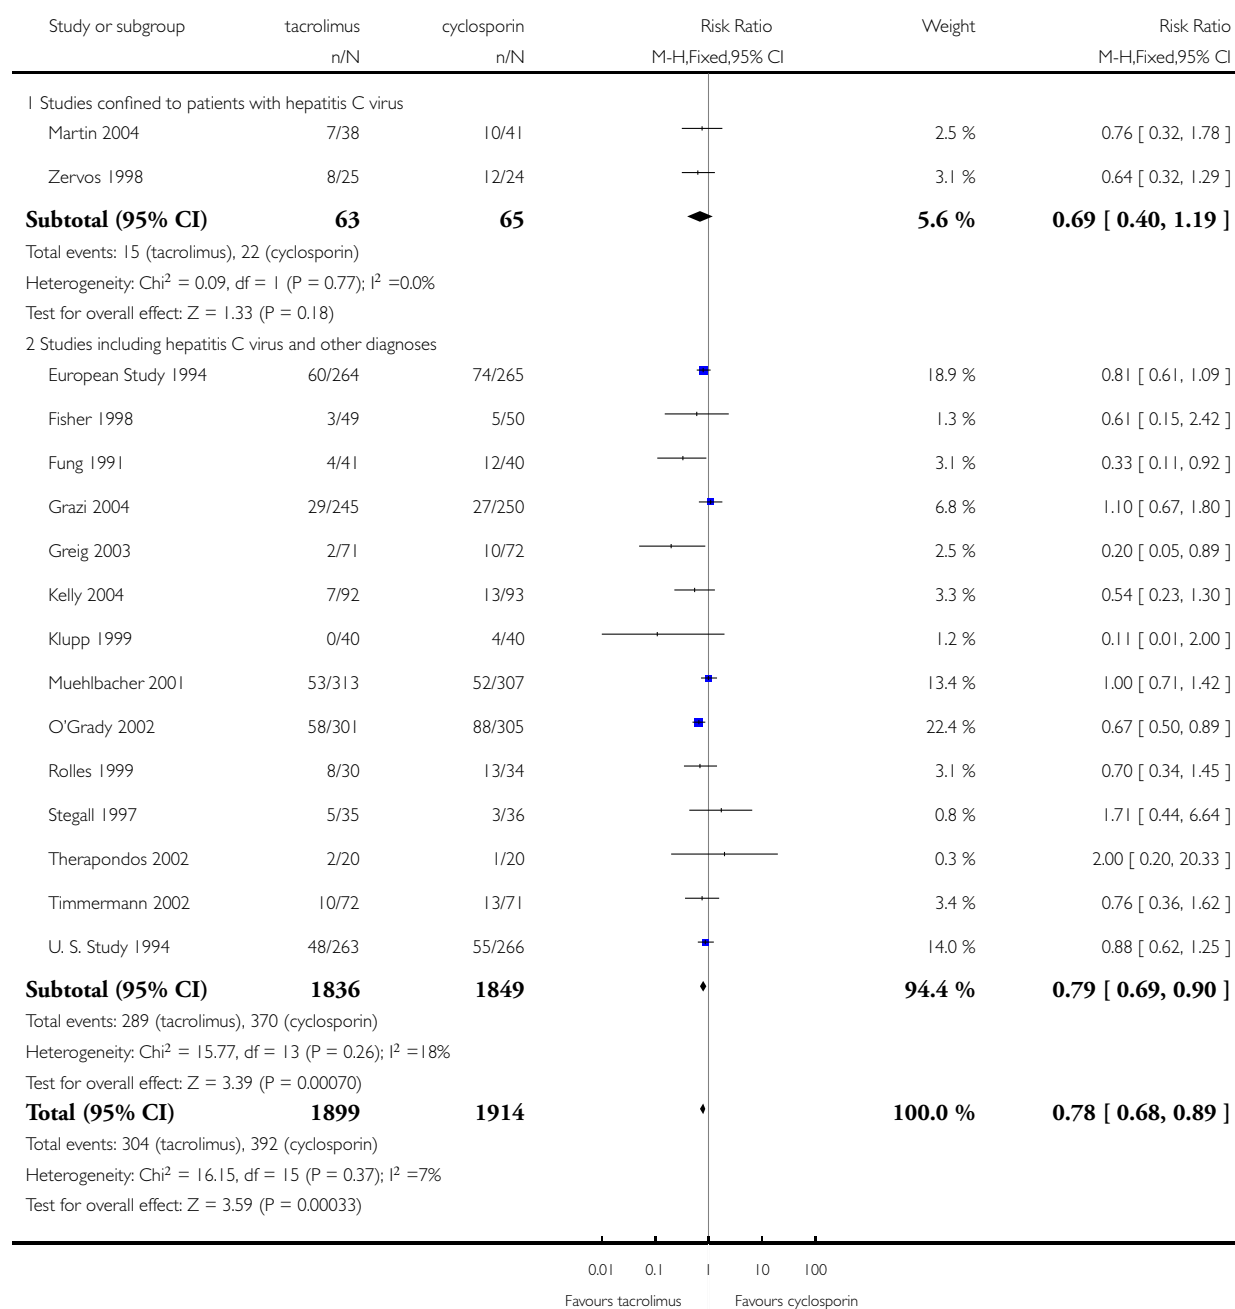 Study or subgroup tacrolimus cyclosporin Risk Ratio Weight Risk Ratio
n/N n/N M-H,Fixed,95% CI M-H,Fixed,95% CI
1 Studies confined to patients with hepatitis C virus
Martin 2004 7/38 10/41 2.5 % 0.76 [ 0.32, 1.78 ]
Zervos 1998 8/25 12/24 3.1 % 0.64 [ 0.32, 1.29 ]
Subtotal (95% CI) 63 65 5.6 % 0.69 [ 0.40, 1.19 ]
Total events: 15 (tacrolimus), 22 (cyclosporin)
Heterogeneity: Chi² = 0.09, df = 1 (P = 0.77); I² =0.0%
Test for overall effect: Z = 1.33 (P = 0.18)
2 Studies including hepatitis C virus and other diagnoses
European Study 1994 60/264 74/265 18.9 % 0.81 [ 0.61, 1.09 ]
Fisher 1998 3/49 5/50 1.3 % 0.61 [ 0.15, 2.42 ]
Fung 1991 4/41 12/40 3.1 % 0.33 [ 0.11, 0.92 ]
Grazi 2004 29/245 27/250 6.8 % 1.10 [ 0.67, 1.80 ]
Greig 2003 2/71 10/72 2.5 % 0.20 [ 0.05, 0.89 ]
Kelly 2004 7/92 13/93 3.3 % 0.54 [ 0.23, 1.30 ]
Klupp 1999 0/40 4/40 1.2 % 0.11 [ 0.01, 2.00 ]
Muehlbacher 2001 53/313 52/307 13.4 % 1.00 [ 0.71, 1.42 ]
O'Grady 2002 58/301 88/305 22.4 % 0.67 [ 0.50, 0.89 ]
Rolles 1999 8/30 13/34 3.1 % 0.70 [ 0.34, 1.45 ]
Stegall 1997 5/35 3/36 0.8 % 1.71 [ 0.44, 6.64 ]
Therapondos 2002 2/20 1/20 0.3 % 2.00 [ 0.20, 20.33 ]
Timmermann 2002 10/72 13/71 3.4 % 0.76 [ 0.36, 1.62 ]
U. S. Study 1994 48/263 55/266 14.0 % 0.88 [ 0.62, 1.25 ]
Subtotal (95% CI) 1836 1849 94.4 % 0.79 [ 0.69, 0.90 ]
Total events: 289 (tacrolimus), 370 (cyclosporin)
Heterogeneity: Chi² = 15.77, df = 13 (P = 0.26); I² =18%
Test for overall effect: Z = 3.39 (P = 0.00070)
Total (95% CI) 1899 1914 100.0 % 0.78 [ 0.68, 0.89 ]
Total events: 304 (tacrolimus), 392 (cyclosporin)
Heterogeneity: Chi² = 16.15, df = 15 (P = 0.37); I² =7%
Test for overall effect: Z = 3.59 (P = 0.00033)
0.01 0.1 1 10 100
Favours tacrolimus Favours cyclosporin